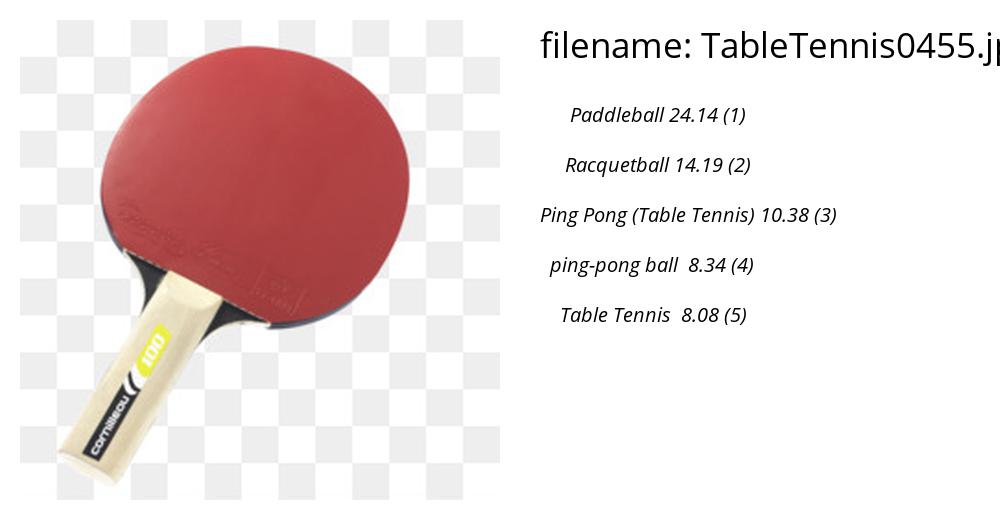 filename: TableTennis0455.j
Paddleball 24.14 (1)
Racquetball 14.19 (2)
Ping Pong (Table Tennis) 10.38 (3)
ping-pong ball 8.34 (4)
Table Tennis 8.08 (5)
100
cornilleau